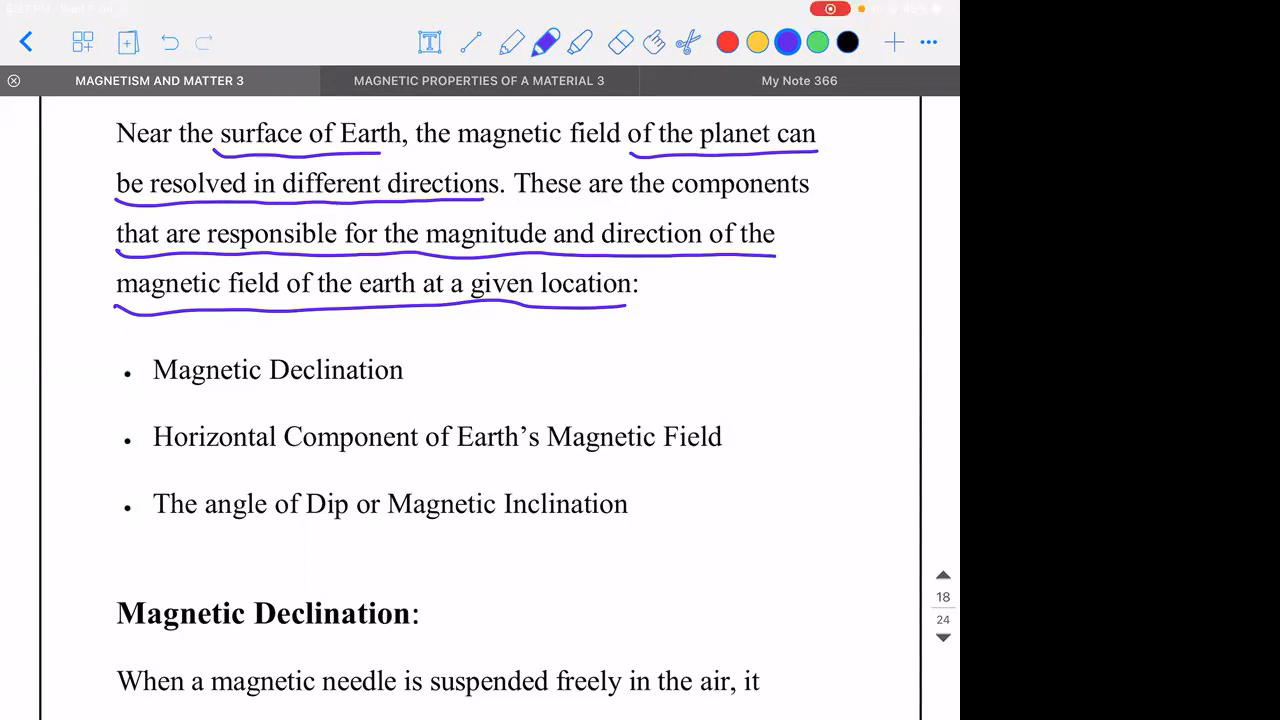 MAGNETISM AND MATTER 3
MAGNETIC PROPERTIES OF A MATERIAL 3
My Note 366
Near the surface of Earth, the magnetic field of the planet can
be resolved in different directions. These are the components
that are responsible for the magnitude and direction of the
magnetic field of the earth at a given location:
• Magnetic Declination
• Horizontal Component of Earth's Magnetic Field
• The angle of Dip or Magnetic Inclination
18
24
Magnetic Declination:
When a magnetic needle is suspended freely in the air, it